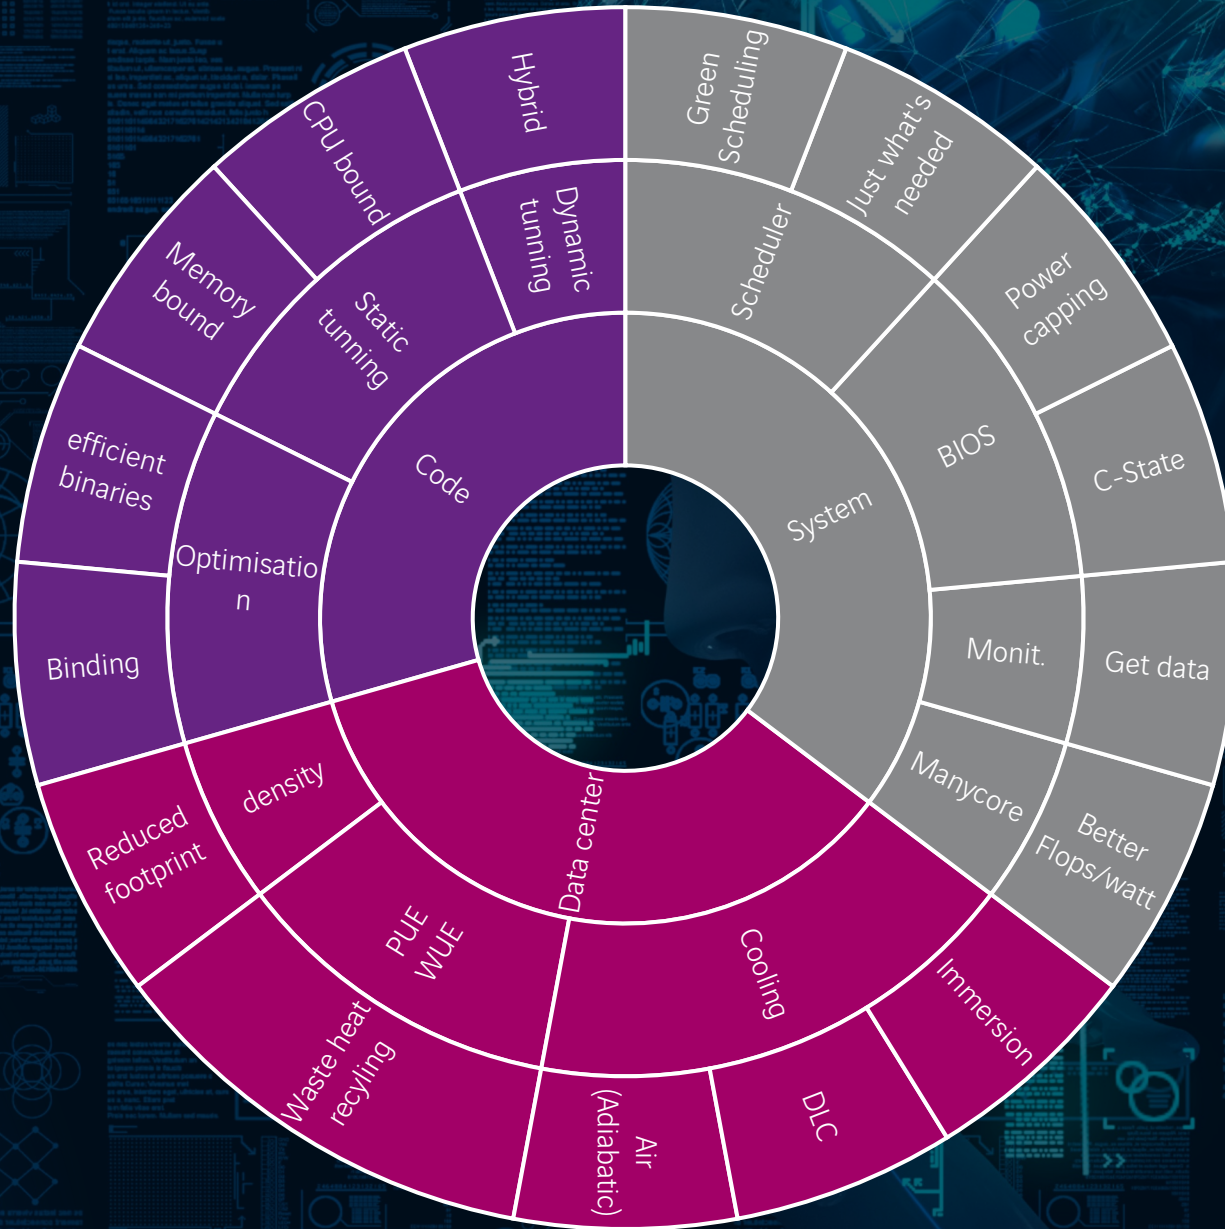 Green
Scheduling
Just what's
needed
Power
capping
C-State
Get data
Better
Flops/watt
Scheduler
BIOS
Monit.
Manycore
System
Immersion
DLC
Air
(Adiabatic)
Waste heat
recyling
Reduced
footprint
Cooling
PUE
WUE
density
Data center
Binding
efficient
binaries
Memory
bound
CPU bound
Hybrid
Optimisatio
n
Static
tunning
Dynamic
tunning
Code